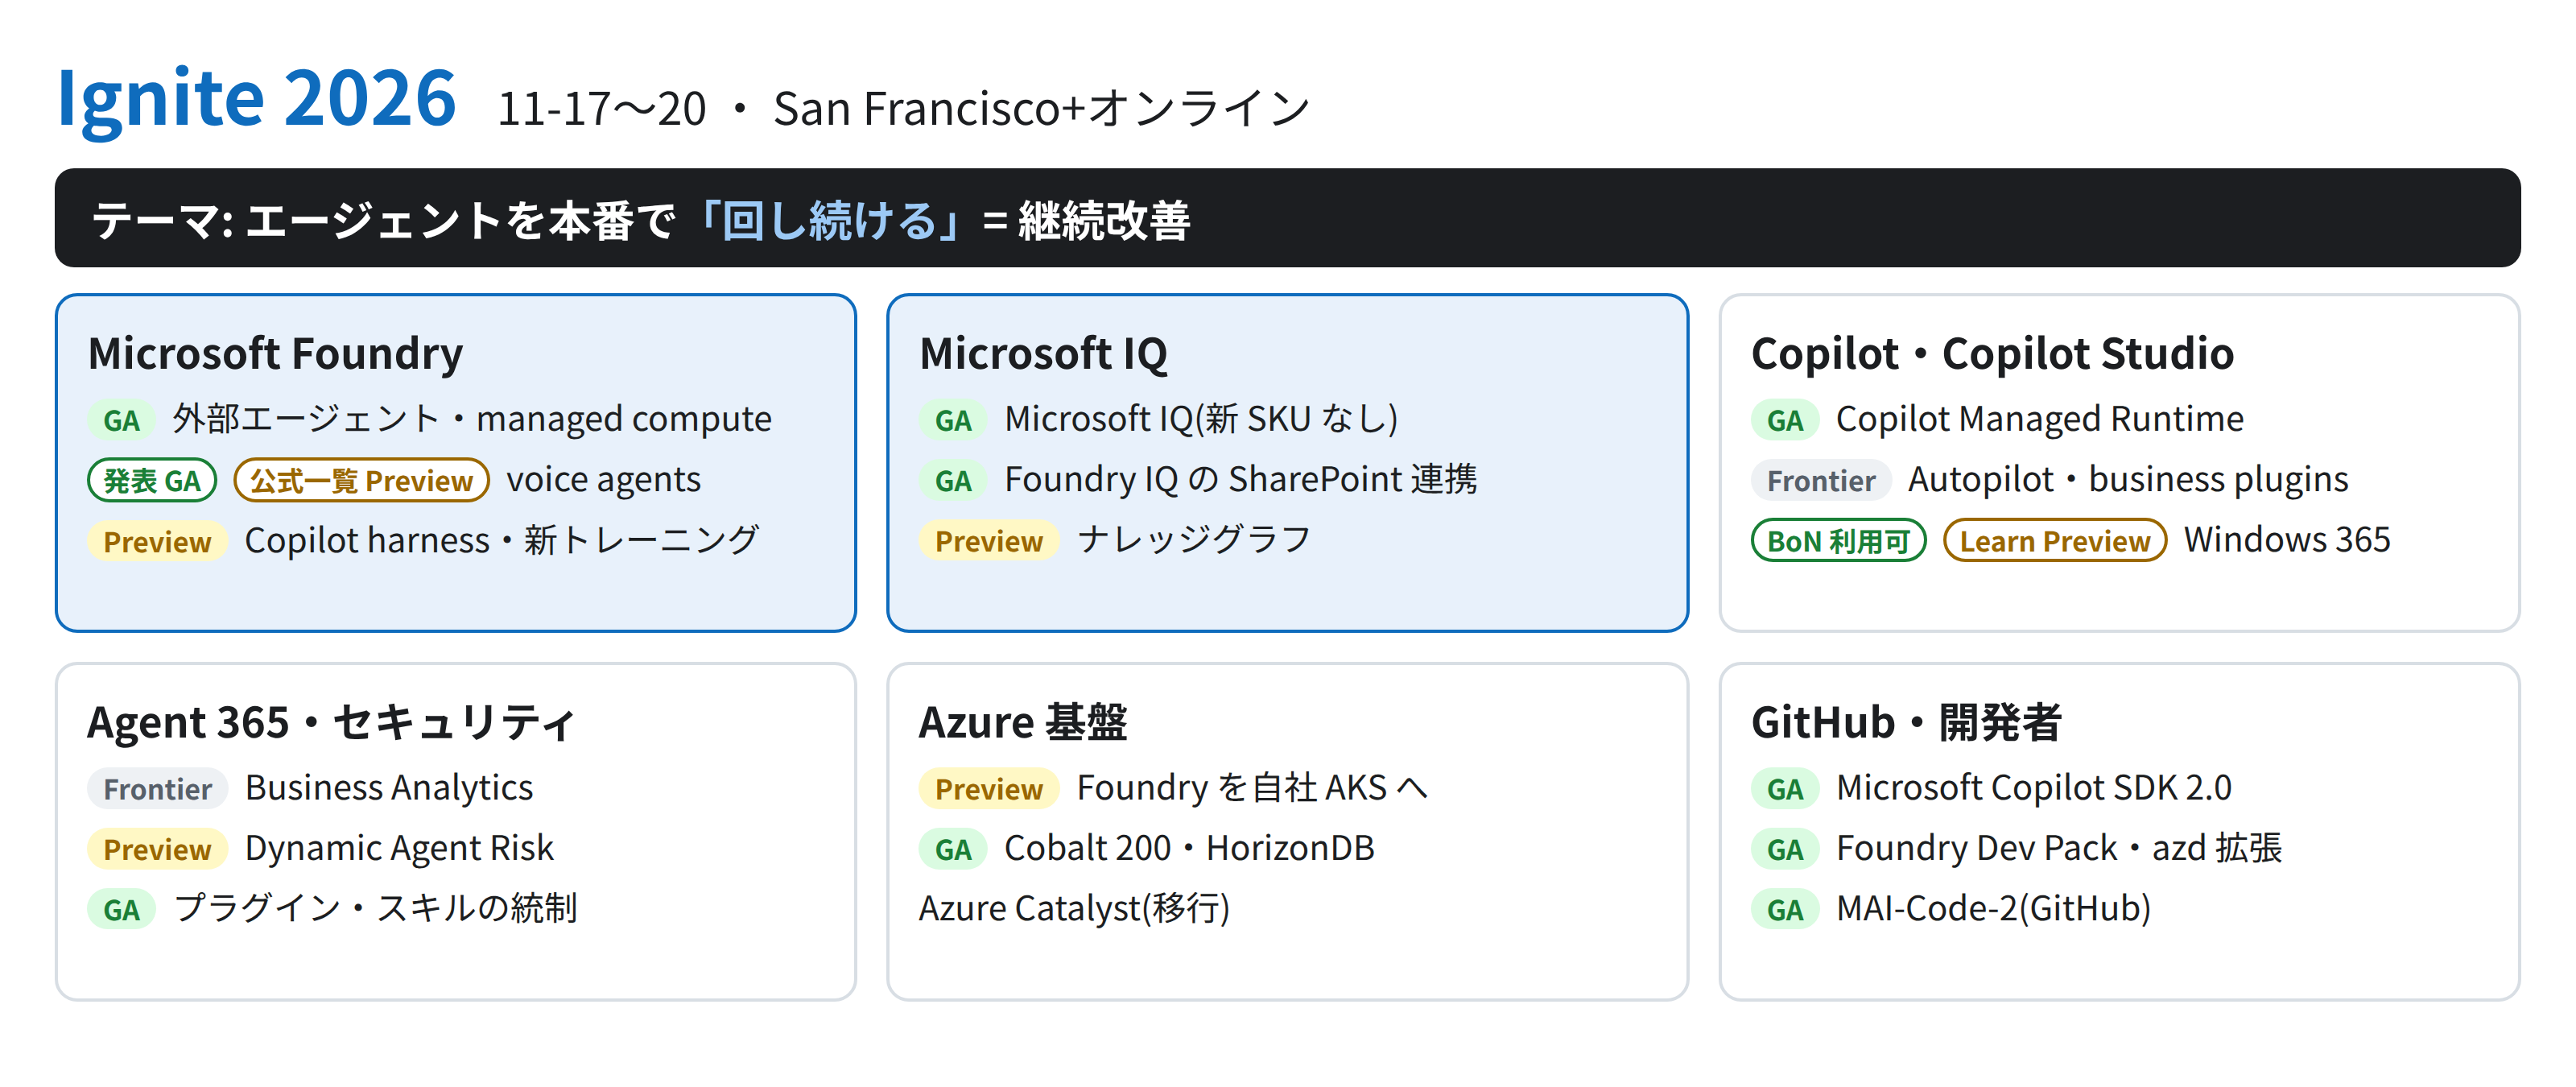 Ignite 2026 11-17〜20 ・ San Francisco+オンライン
テーマ: エージェントを本番で「回し続ける」= 継続改善
Microsoft Foundry
GA 外部エージェント・managed compute
発表 GA 公式一覧 Preview voice agents
Preview Copilot harness・新トレーニング
Microsoft IQ
GA Microsoft IQ(新 SKU なし)
GA Foundry IQ の SharePoint 連携
Preview ナレッジグラフ
Copilot・Copilot Studio
GA Copilot Managed Runtime
Frontier Autopilot・business plugins
BoN 利用可 Learn Preview Windows 365
Agent 365・セキュリティ
Frontier Business Analytics
Preview Dynamic Agent Risk
GA プラグイン・スキルの統制
Azure 基盤
Preview Foundry を自社 AKS へ
GA Cobalt 200・HorizonDB
Azure Catalyst(移行)
GitHub・開発者
GA Microsoft Copilot SDK 2.0
GA Foundry Dev Pack・azd 拡張
GA MAI-Code-2(GitHub)